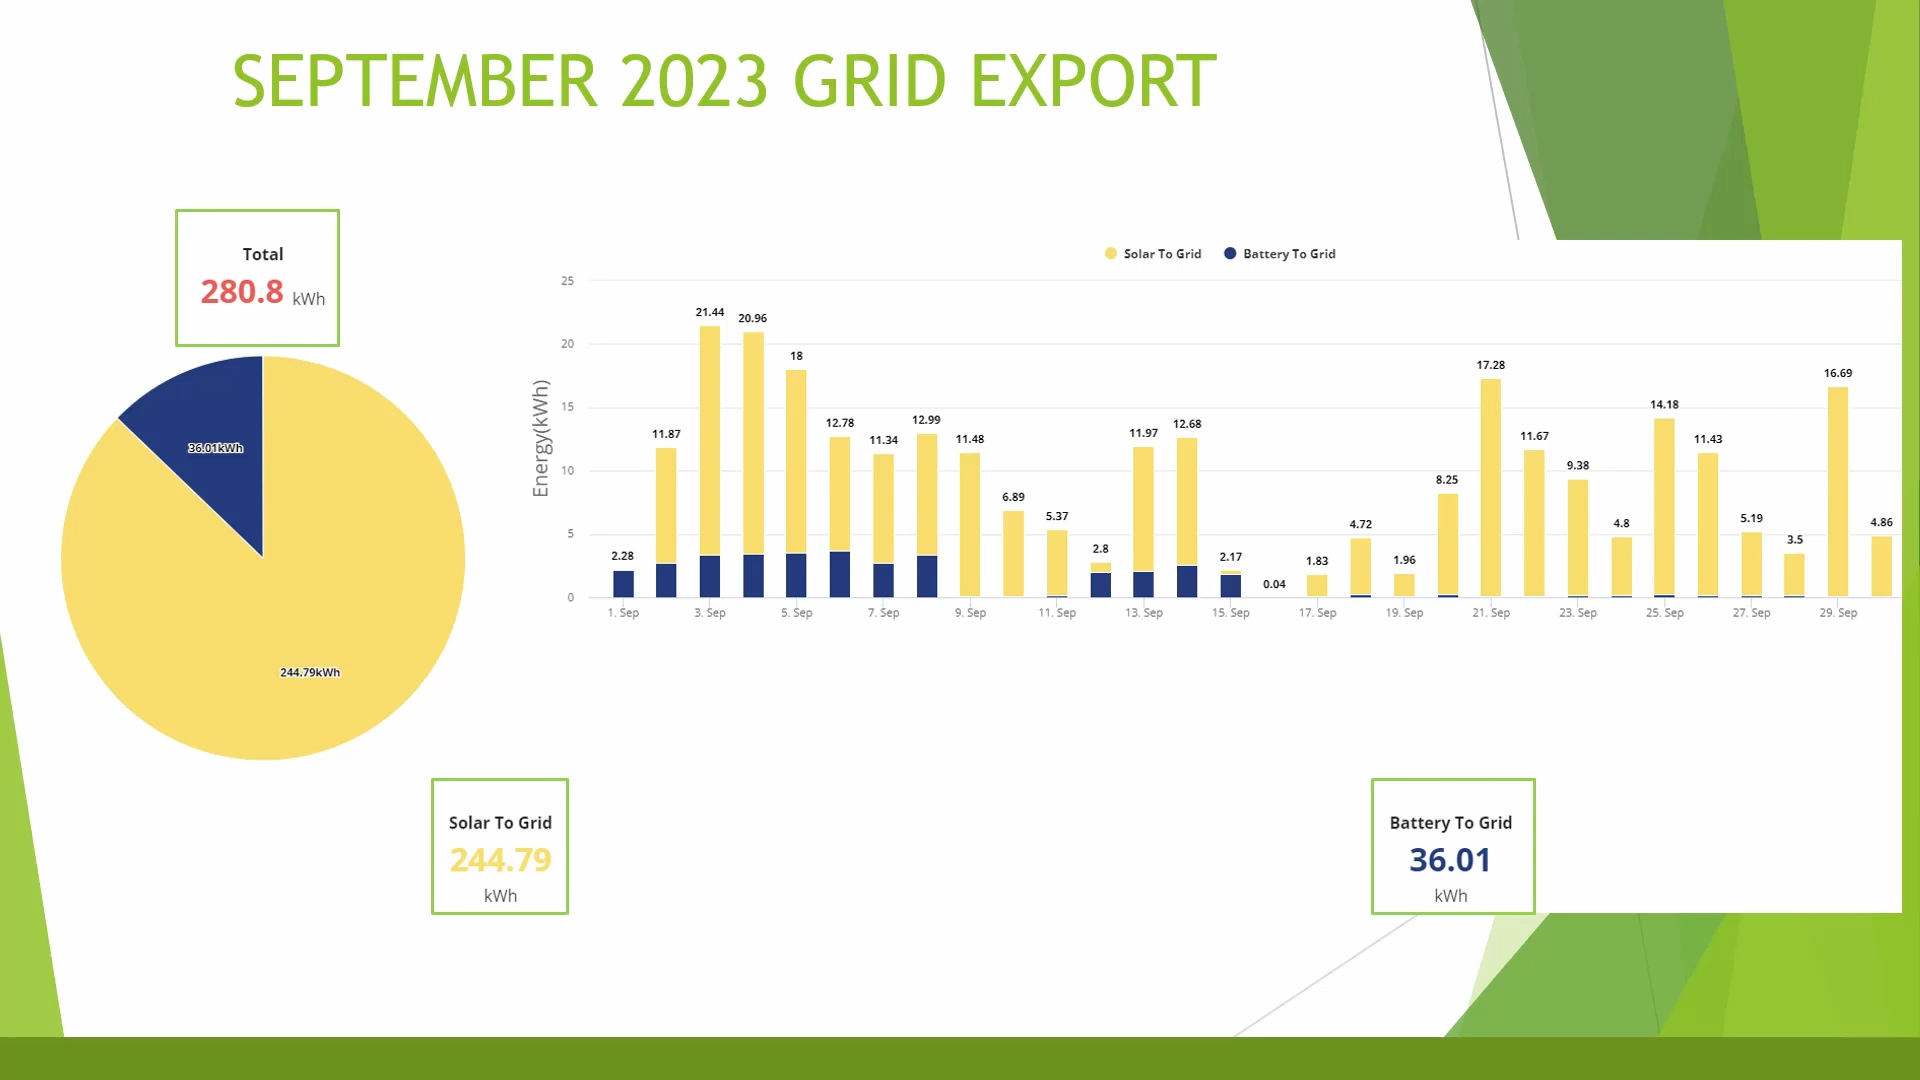 SEPTEMBER 2023 GRID EXPORT
Total
280.8 kWh
36.01kWh
244.79kWh
Solar To Grid
Battery To Grid
Energy(kWh)
25
20
15
10
5
0
2.28
11.87
21.44
20.96
18
12.78
11.34
12.99
11.48
6.89
5.37
2.8
11.97
12.68
2.17
0.04
1.83
4.72
1.96
8.25
17.28
11.67
9.38
4.8
14.18
11.43
5.19
3.5
16.69
4.86
1. Sep
3. Sep
5. Sep
7. Sep
9. Sep
11. Sep
13. Sep
15. Sep
17. Sep
19. Sep
21. Sep
23. Sep
25. Sep
27. Sep
29. Sep
Solar To Grid
244.79
kWh
Battery To Grid
36.01
kWh